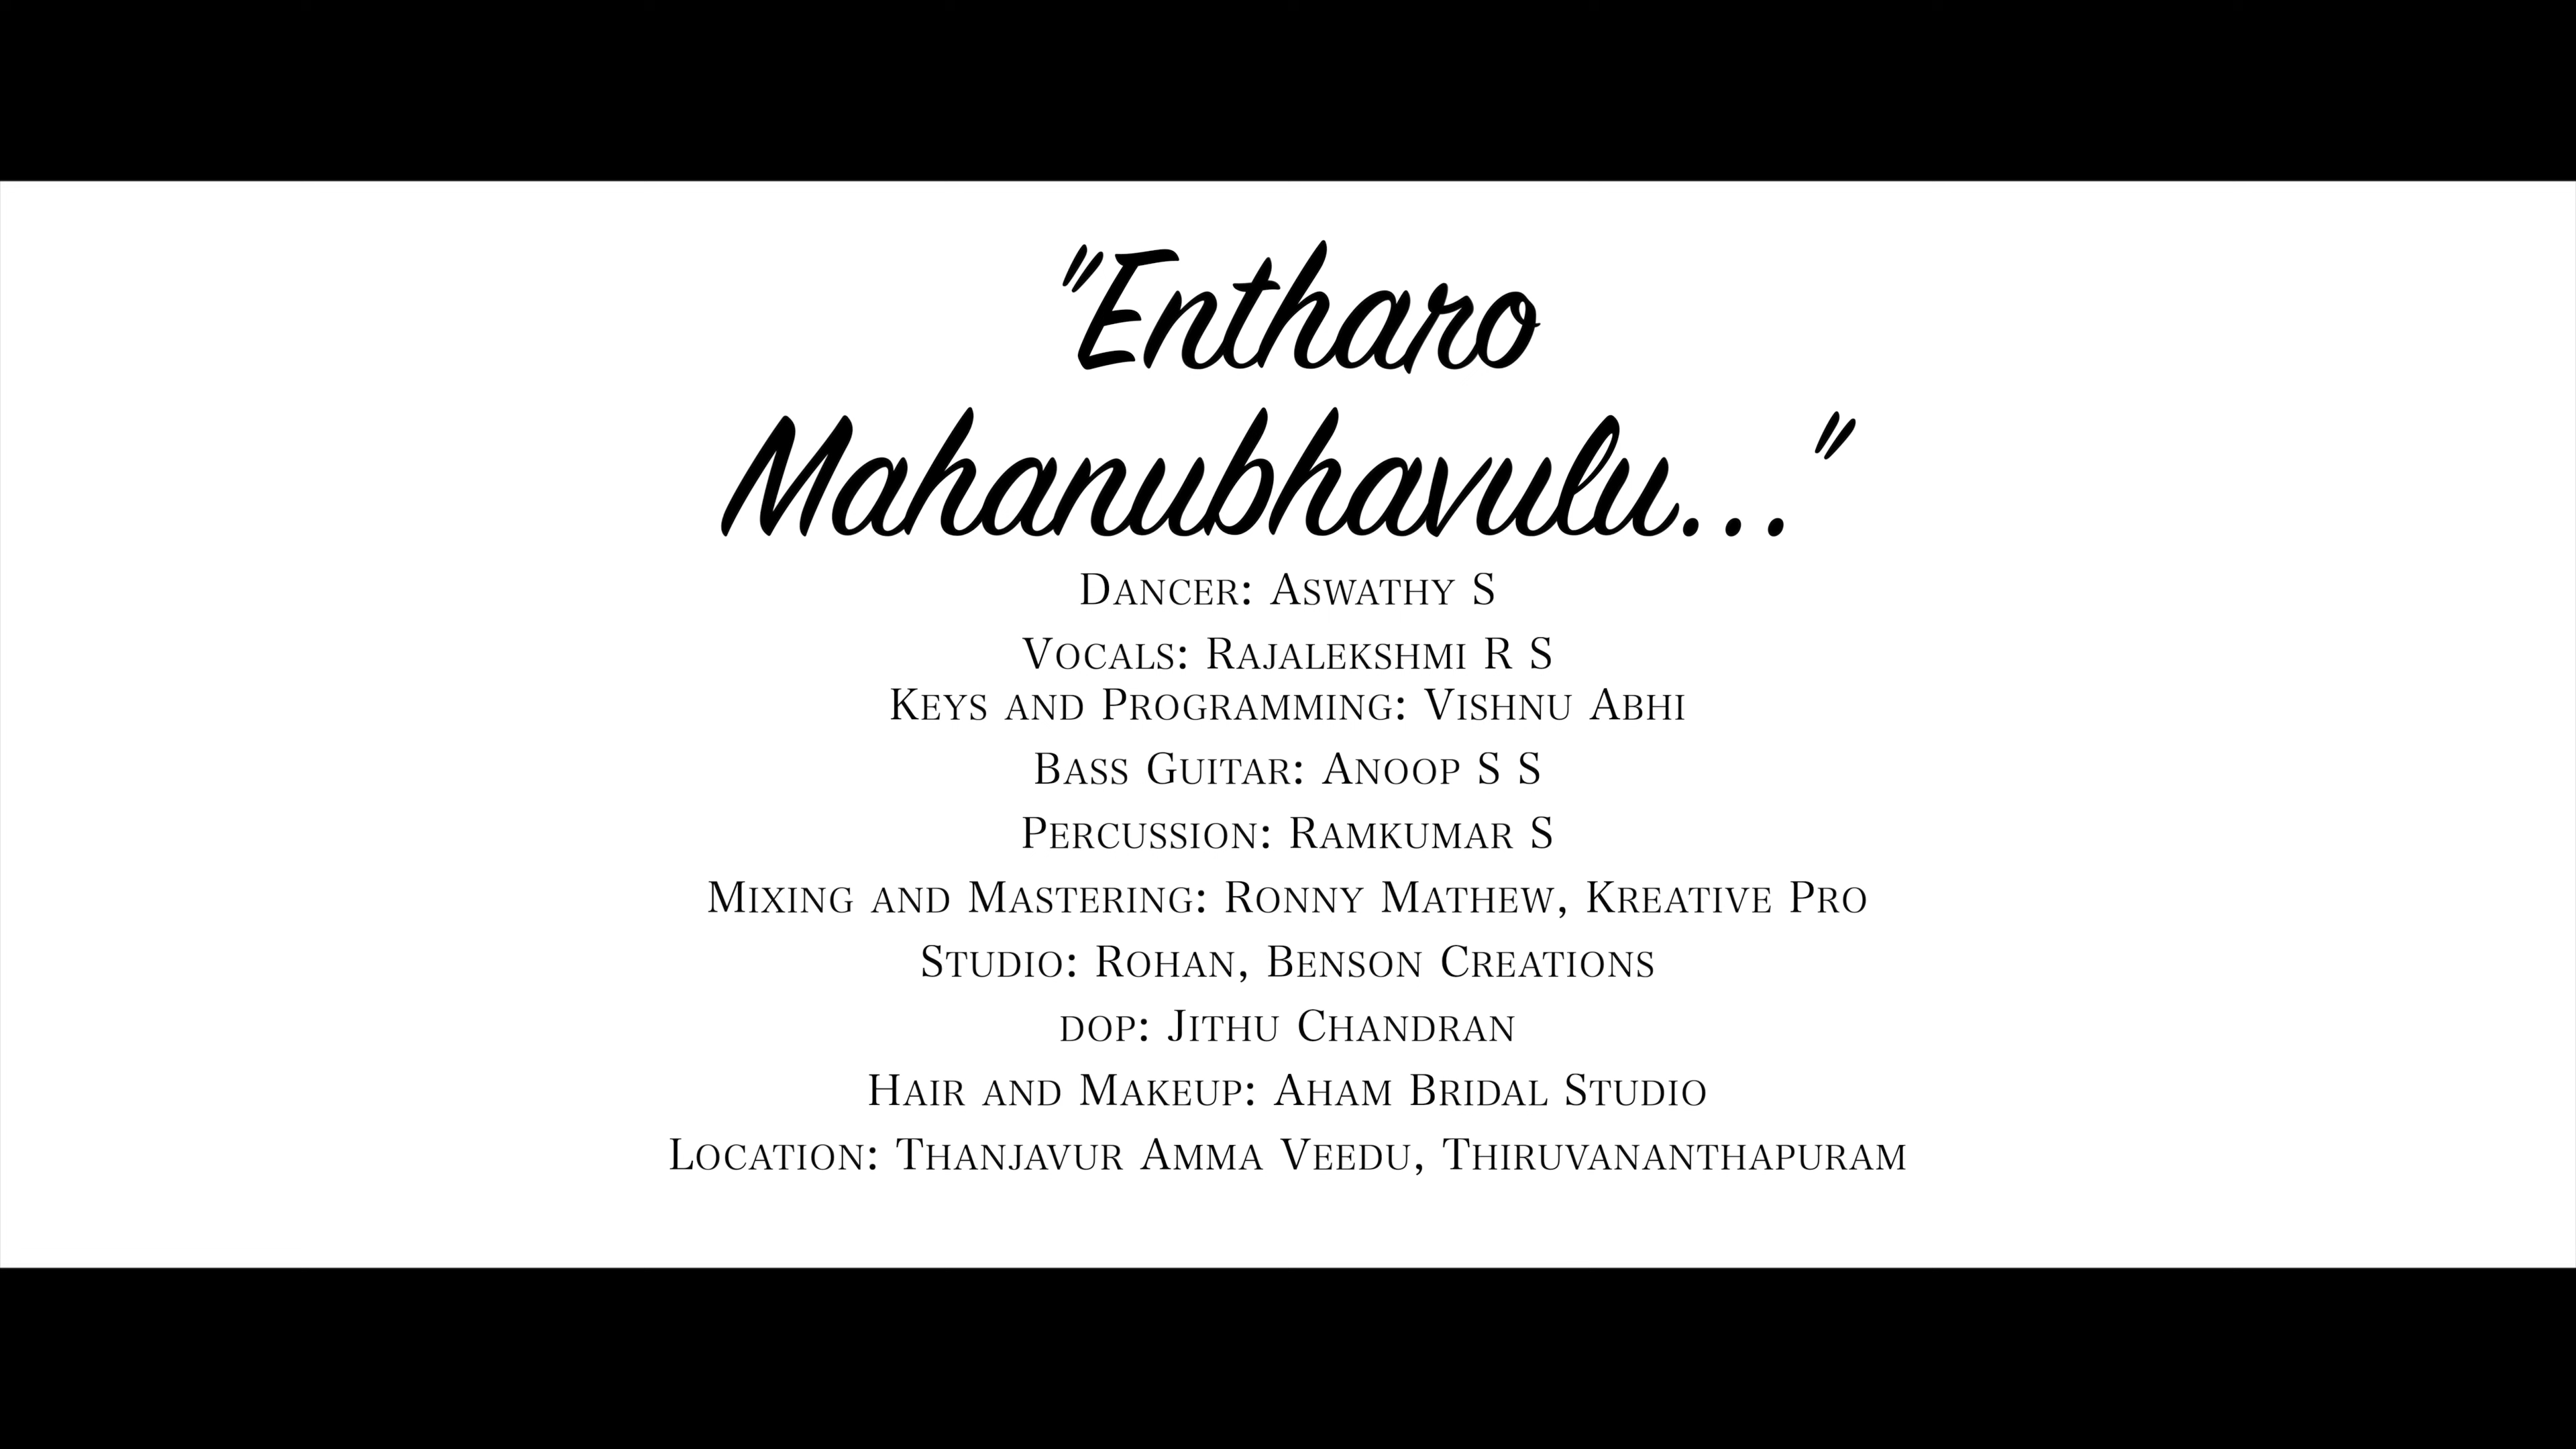 "Entharo
Mahanubhavulu..."
Dancer: Aswathy S
Vocals: Rajalekshmi R S
Keys and Programming: Vishnu Abhi
Bass Guitar: Anoop S S
Percussion: Ramkumar S
Mixing and Mastering: Ronny Mathew, Kreative Pro
Studio: Rohan, Benson Creations
dop: Jithu Chandran
Hair and Makeup: Aham Bridal Studio
Location: Thanjavur Amma Veedu, Thiruvananthapuram